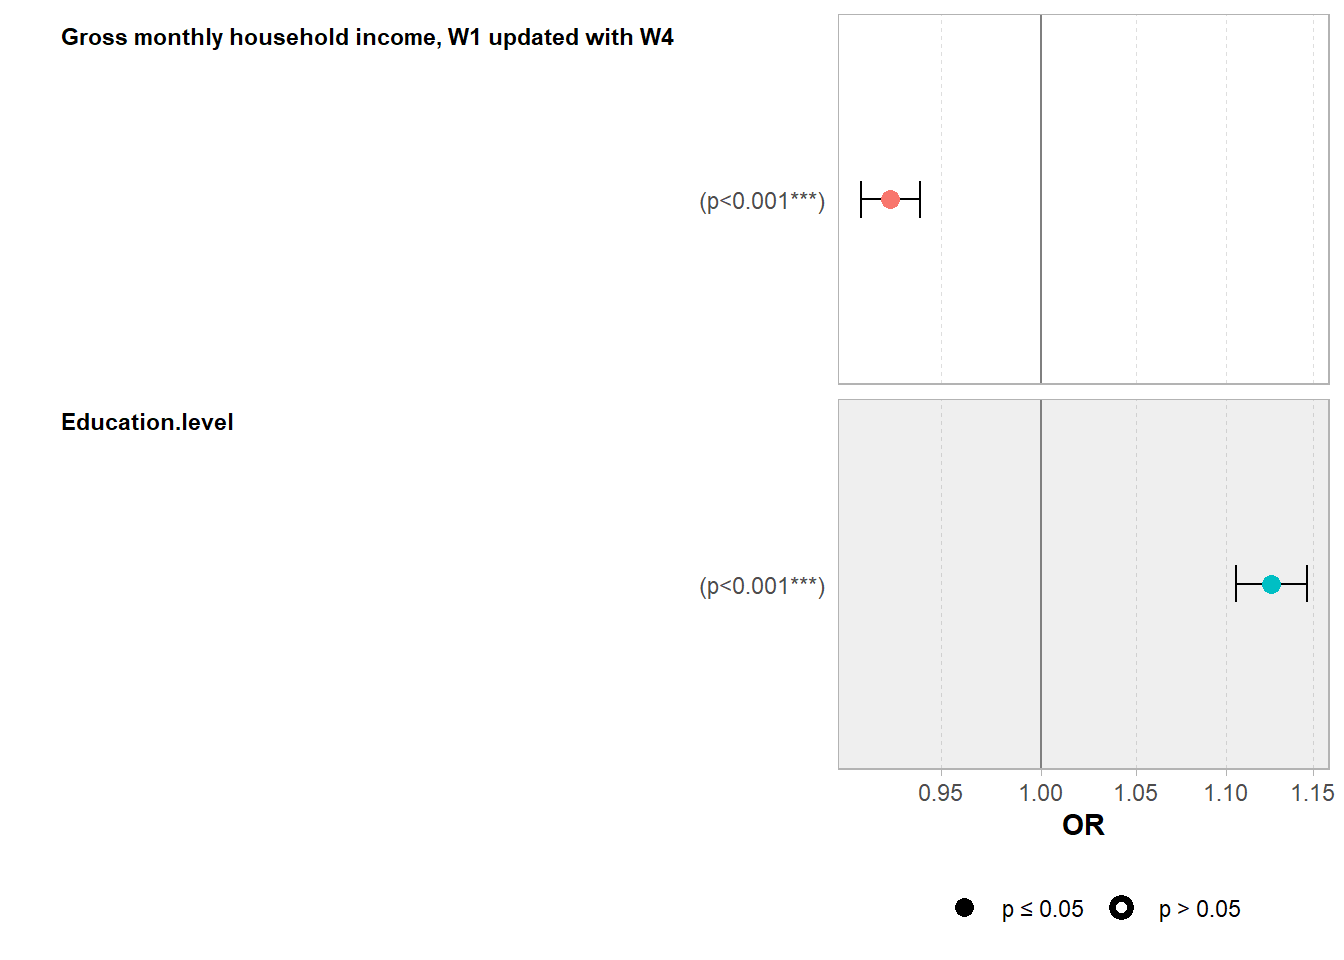 Gross monthly household income, W1 updated with W4
(p<0.001***)
Education.level
(p<0.001***)
0.95 1.00 1.05 1.10 1.15
OR
p ≤ 0.05 p > 0.05